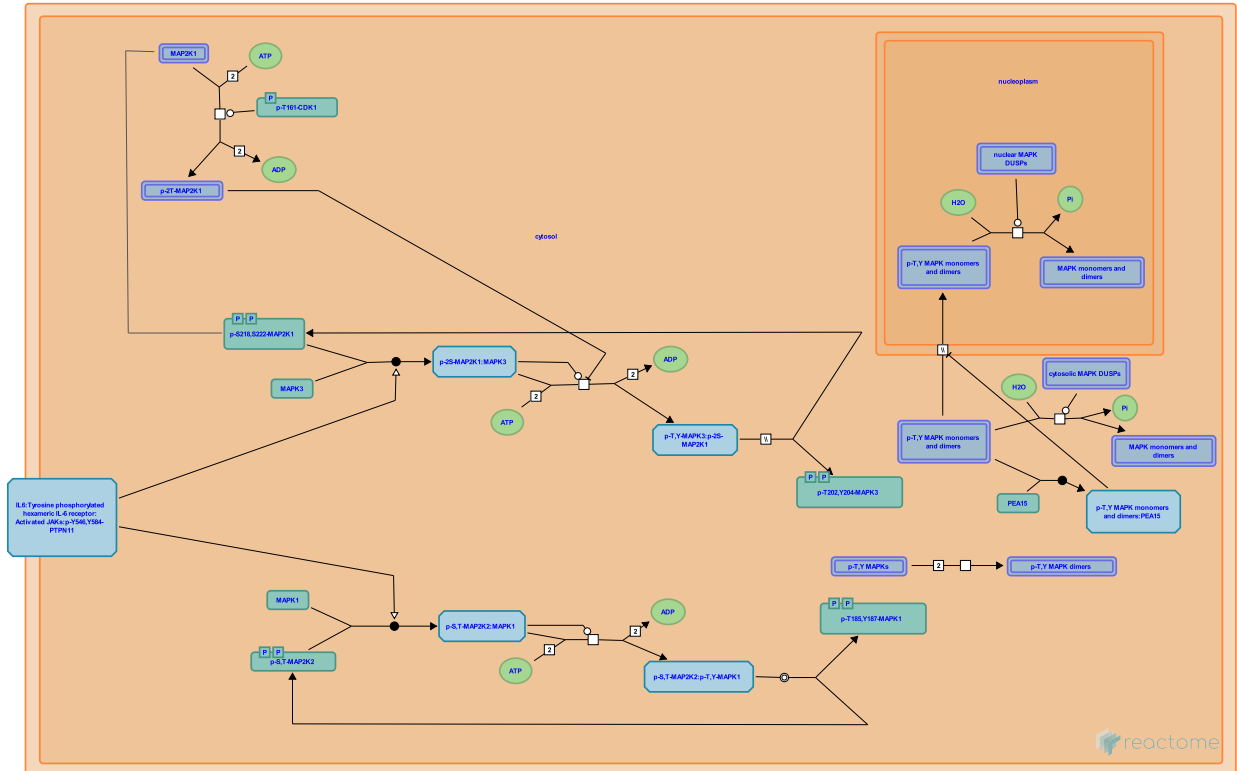 MAP2K1
ATP
2
P
p-T161-CDK1
2
ADP
p-2T-MAP2K1
cytosol
nucleoplasm
nuclear MAPK
DUSPs
H2O
Pi
p-T,Y MAPK monomers
and dimers
MAPK monomers and
dimers
P P
p-S218,S222-MAP2K1
MAPK3
p-2S-MAP2K1:MAPK3
2
ATP
2
ADP
p-T,Y-MAPK3:p-2S-
MAP2K1
\\
P P
p-T202,Y204-MAPK3
\\
cytosolic MAPK DUSPs
H2O
Pi
p-T,Y MAPK monomers
and dimers
MAPK monomers and
dimers
PEA15
p-T,Y MAPK monomers
and dimers:PEA15
IL6:Tyrosine phosphorylated
hexameric IL-6 receptor:
Activated JAKs:p-Y546,Y584-
PTPN11
p-T,Y MAPKs
2
p-T,Y MAPK dimers
MAPK1
P P
p-S,T-MAP2K2
p-S,T-MAP2K2:MAPK1
2
ATP
2
ADP
p-S,T-MAP2K2:p-T,Y-MAPK1
P P
p-T185,Y187-MAPK1
reactome